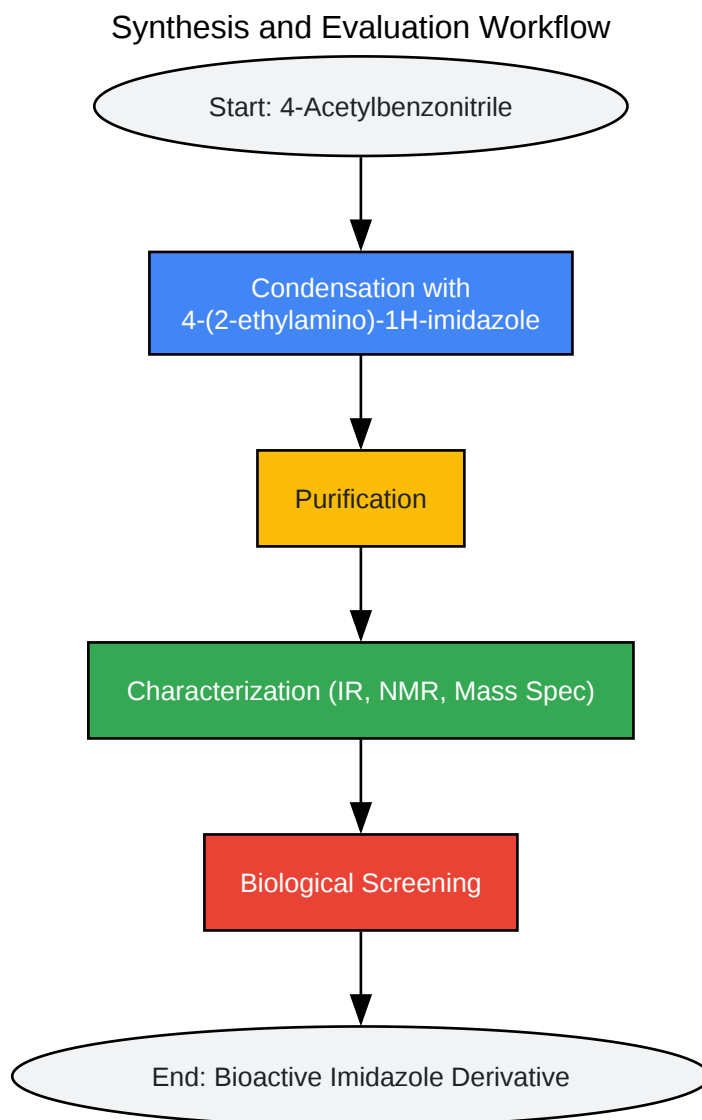 Synthesis and Evaluation Workflow
Start: 4-Acetylbenzonitrile
Condensation with
4-(2-ethylamino)-1H-imidazole
Purification
Characterization (IR, NMR, Mass Spec)
Biological Screening
End: Bioactive Imidazole Derivative